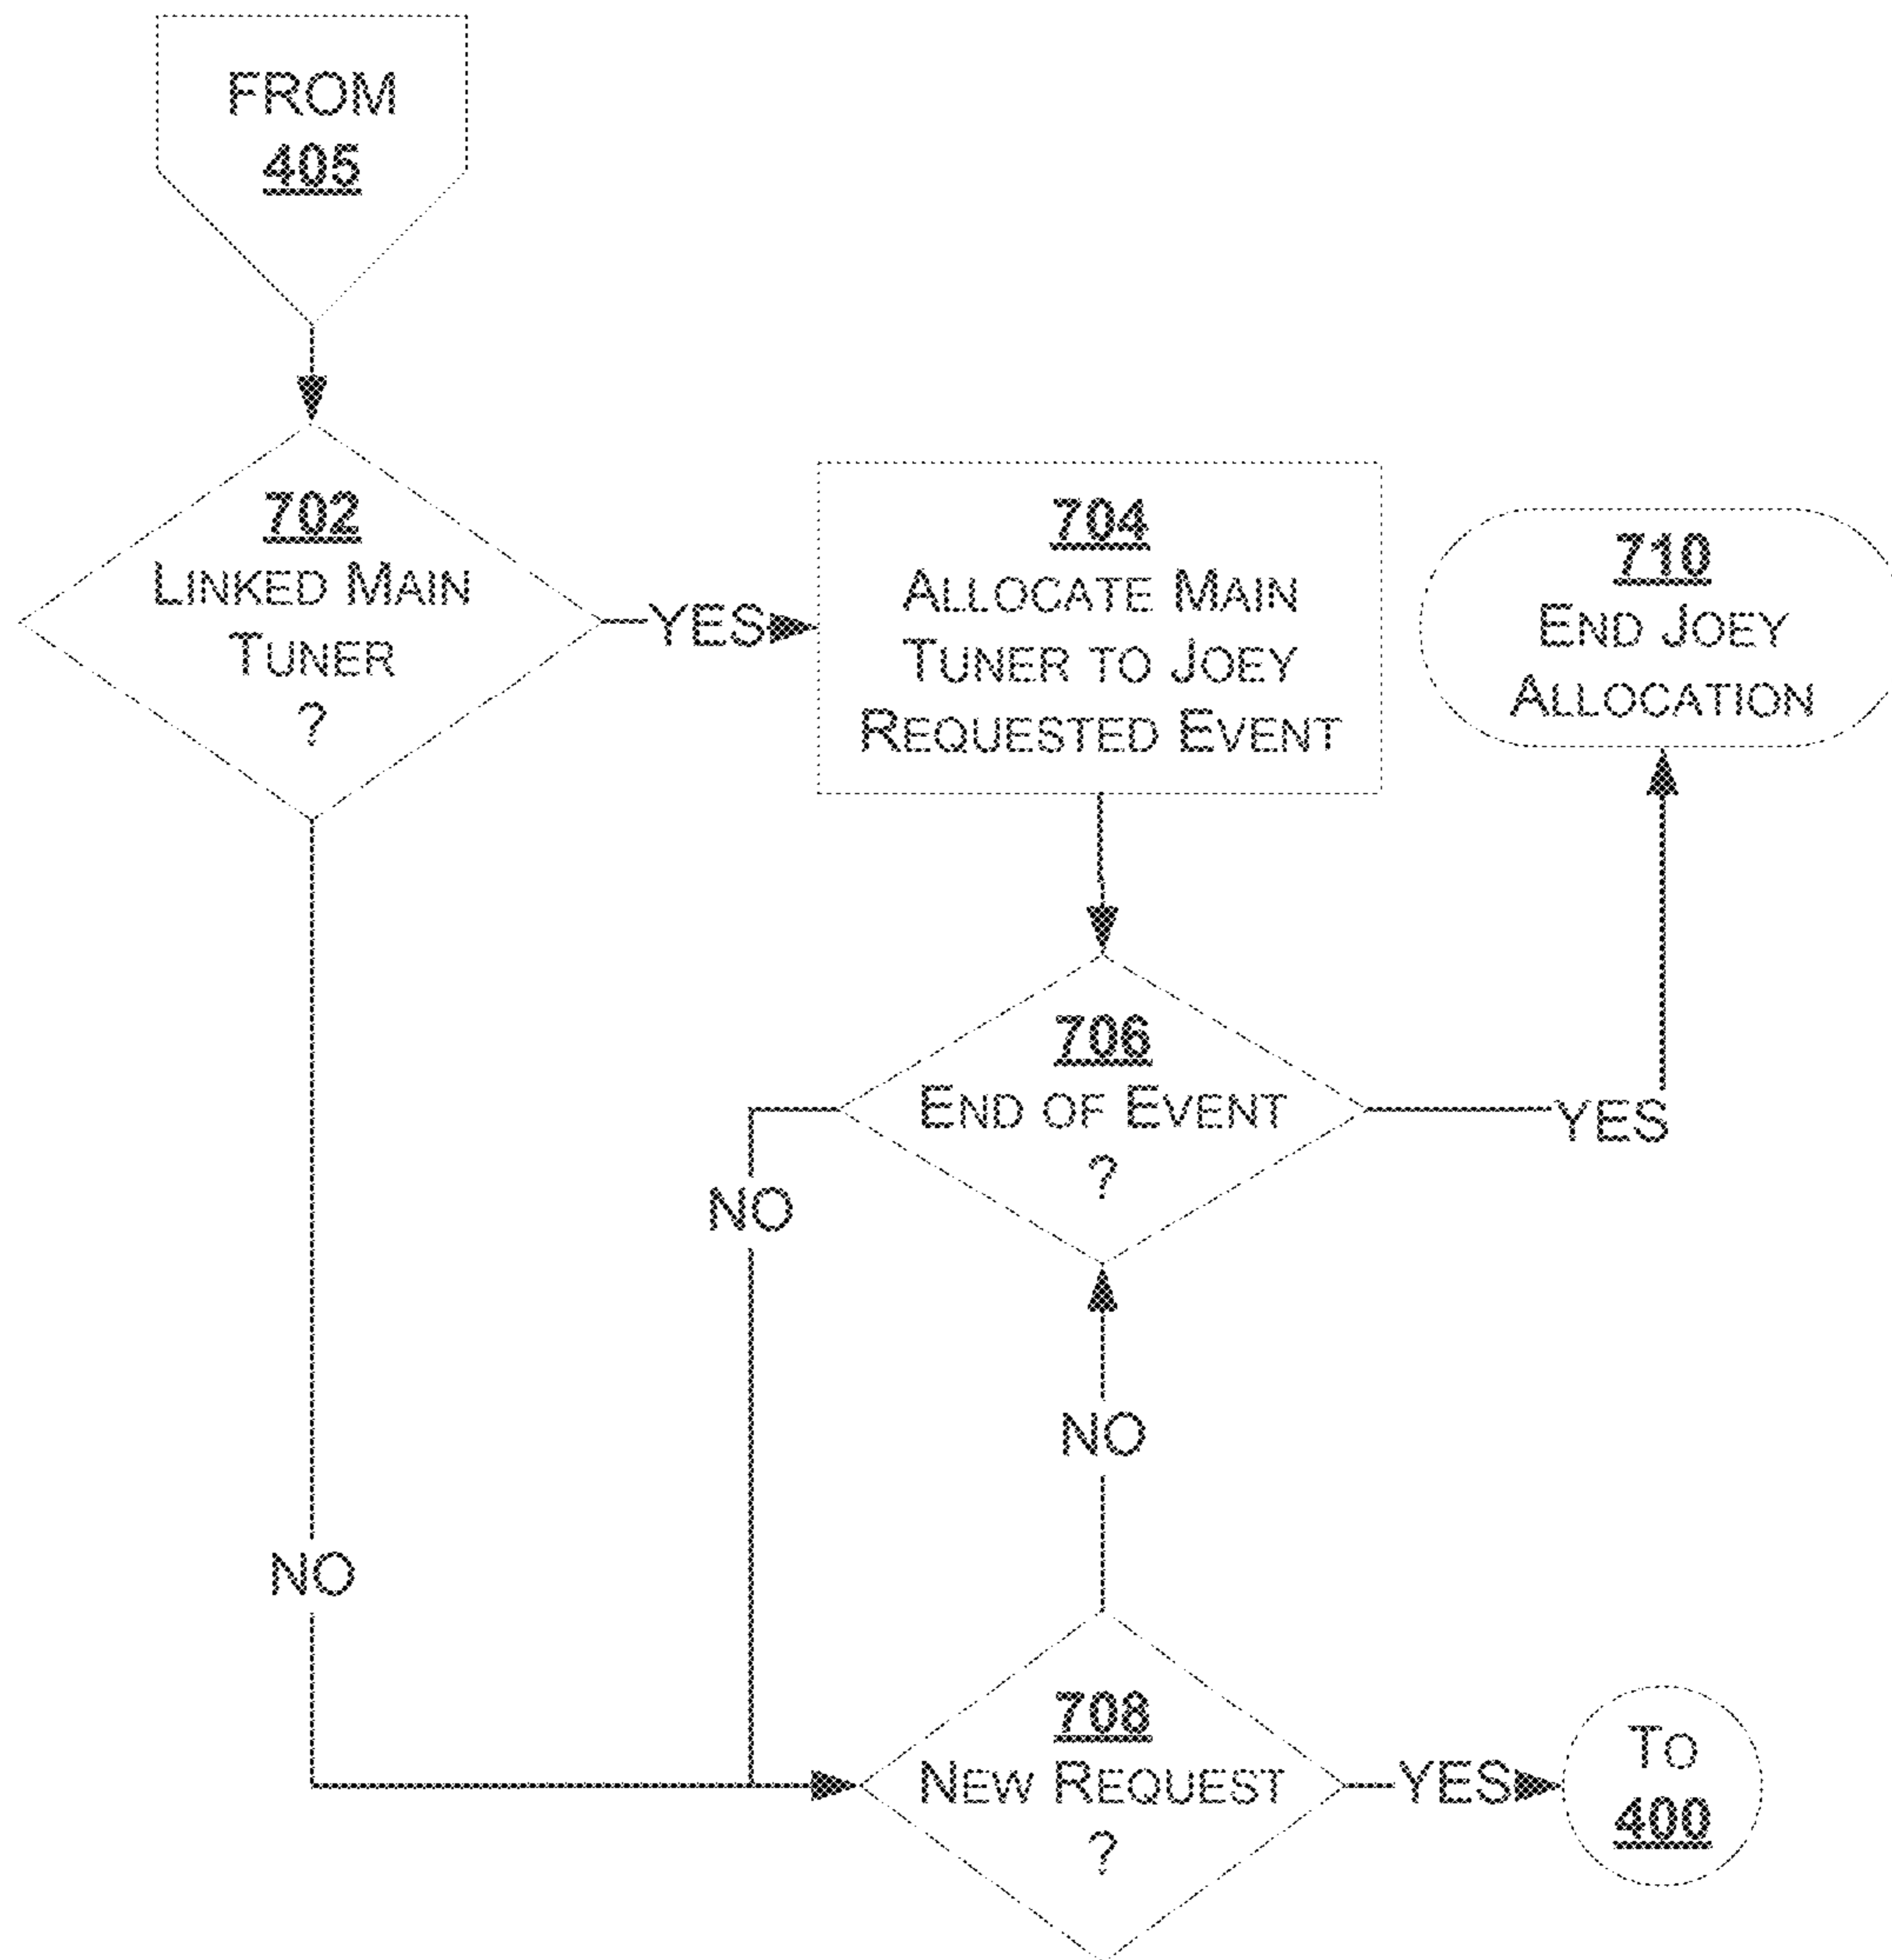 FROM
405
702
LINKED MAIN
TUNER
?
YES
704
ALLOCATE MAIN
TUNER TO JOEY
REQUESTED EVENT
710
END JOEY
ALLOCATION
706
END OF EVENT
?
YES
NO
NO
NO
708
NEW REQUEST
?
YES
TO
400